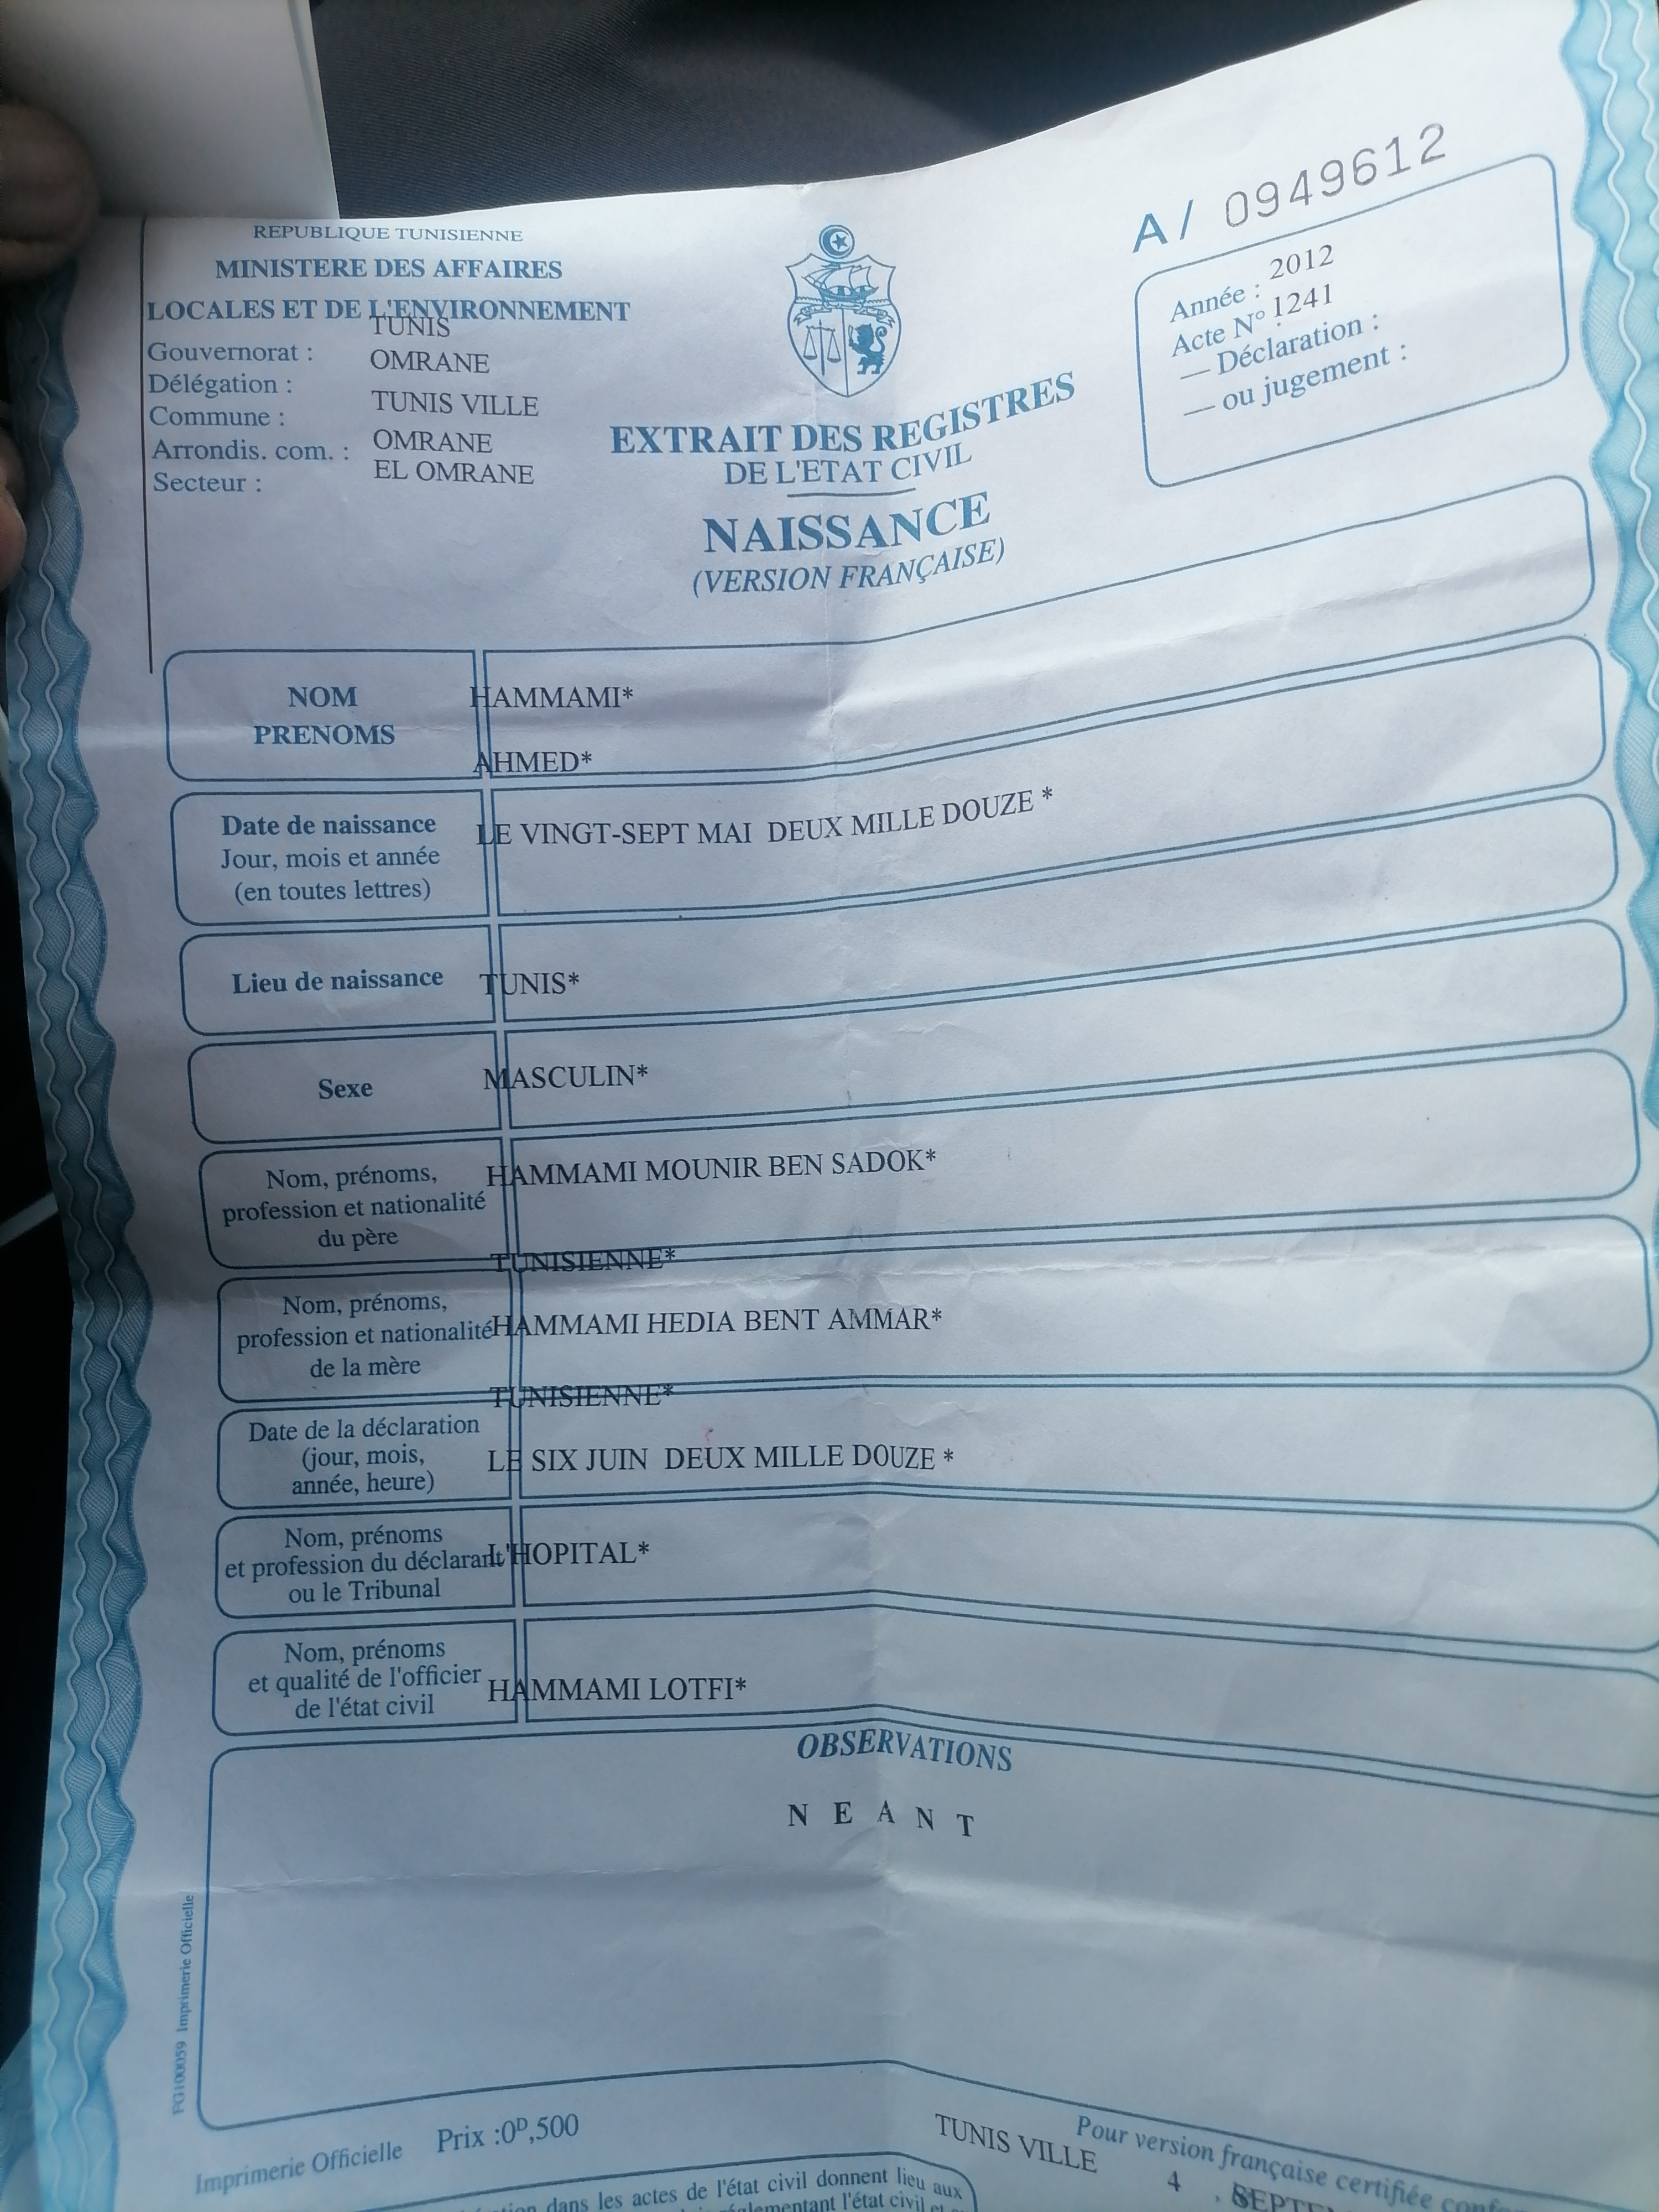 REPUBLIQUE TUNISIENNE
MINISTERE DES AFFAIRES
LOCALES ET DE L'ENVIRONNEMENT
Gouvernorat : TUNIS
Délégation : OMRANE
Commune : TUNIS VILLE
Arrondis. com. : OMRANE
Secteur : EL OMRANE
EXTRAIT DES REGISTRES
DE L'ETAT CIVIL
NAISSANCE
(VERSION FRANÇAISE)
A / 0949612
Année : 2012
Acte N° 1241
— Déclaration :
— ou jugement :
NOM HAMMAMI*
PRENOMS AHMED*
Date de naissance
Jour, mois et année
(en toutes lettres)
LE VINGT-SEPT MAI DEUX MILLE DOUZE *
Lieu de naissance TUNIS*
Sexe MASCULIN*
Nom, prénoms,
profession et nationalité
du père
HAMMAMI MOUNIR BEN SADOK*
TUNISIENNE*
Nom, prénoms,
profession et nationalité
de la mère
HAMMAMI HEDIA BENT AMMAR*
TUNISIENNE*
Date de la déclaration
(jour, mois,
année, heure)
LE SIX JUIN DEUX MILLE DOUZE *
Nom, prénoms
et profession du déclarant
ou le Tribunal
L'HOPITAL*
Nom, prénoms
et qualité de l'officier
de l'état civil
HAMMAMI LOTFI*
OBSERVATIONS
N E A N T
FG100059 Imprimerie Officielle
Imprimerie Officielle Prix :0D,500
Pour version française certifiée
TUNIS VILLE 4
dans les actes de l'état civil donnent lieu aux
l'état civil et